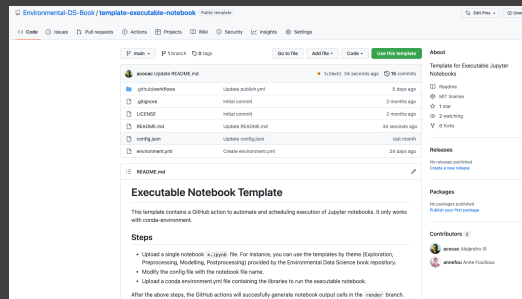 Environmental-DS-Book / template-executable-notebook Public template
Edit Pins
Code Issues Pull requests Actions Projects Wiki Security Insights Settings
main 1 branch 0 tags Go to file Add file Code Use this template
acocac Update README.md 34 seconds ago 15 commits
.github/workflows Update publish.yml 6 days ago
.gitignore Initial commit 2 months ago
LICENSE Initial commit 2 months ago
README.md Update README.md 34 seconds ago
config.json Update config.json last month
environment.yml Create environment.yml 24 days ago
README.md
Executable Notebook Template
This template contains a GitHub action to automate and scheduling execution of Jupyter notebooks. It only works
with conda-environment.
Steps
• Upload a single notebook *.ipynb file. For instance, you can use the templates by theme (Exploration,
Preprocessing, Modelling, Postprocessing) provided by the Environmental Data Science book repository.
• Modify the config file with the notebook file name.
• Upload a conda environment.yml file containing the libraries to run the executable notebook.
After the above steps, the GitHub actions will succesfully generate notebook output cells in the render branch.
About
Template for Executable Jupyter
Notebooks
Readme
MIT license
1 star
2 watching
0 forks
Releases
No releases published
Create a new release
Packages
No packages published
Publish your first package
Contributors 2
acocac Alejandro ©
annefou Anne Fouilloux